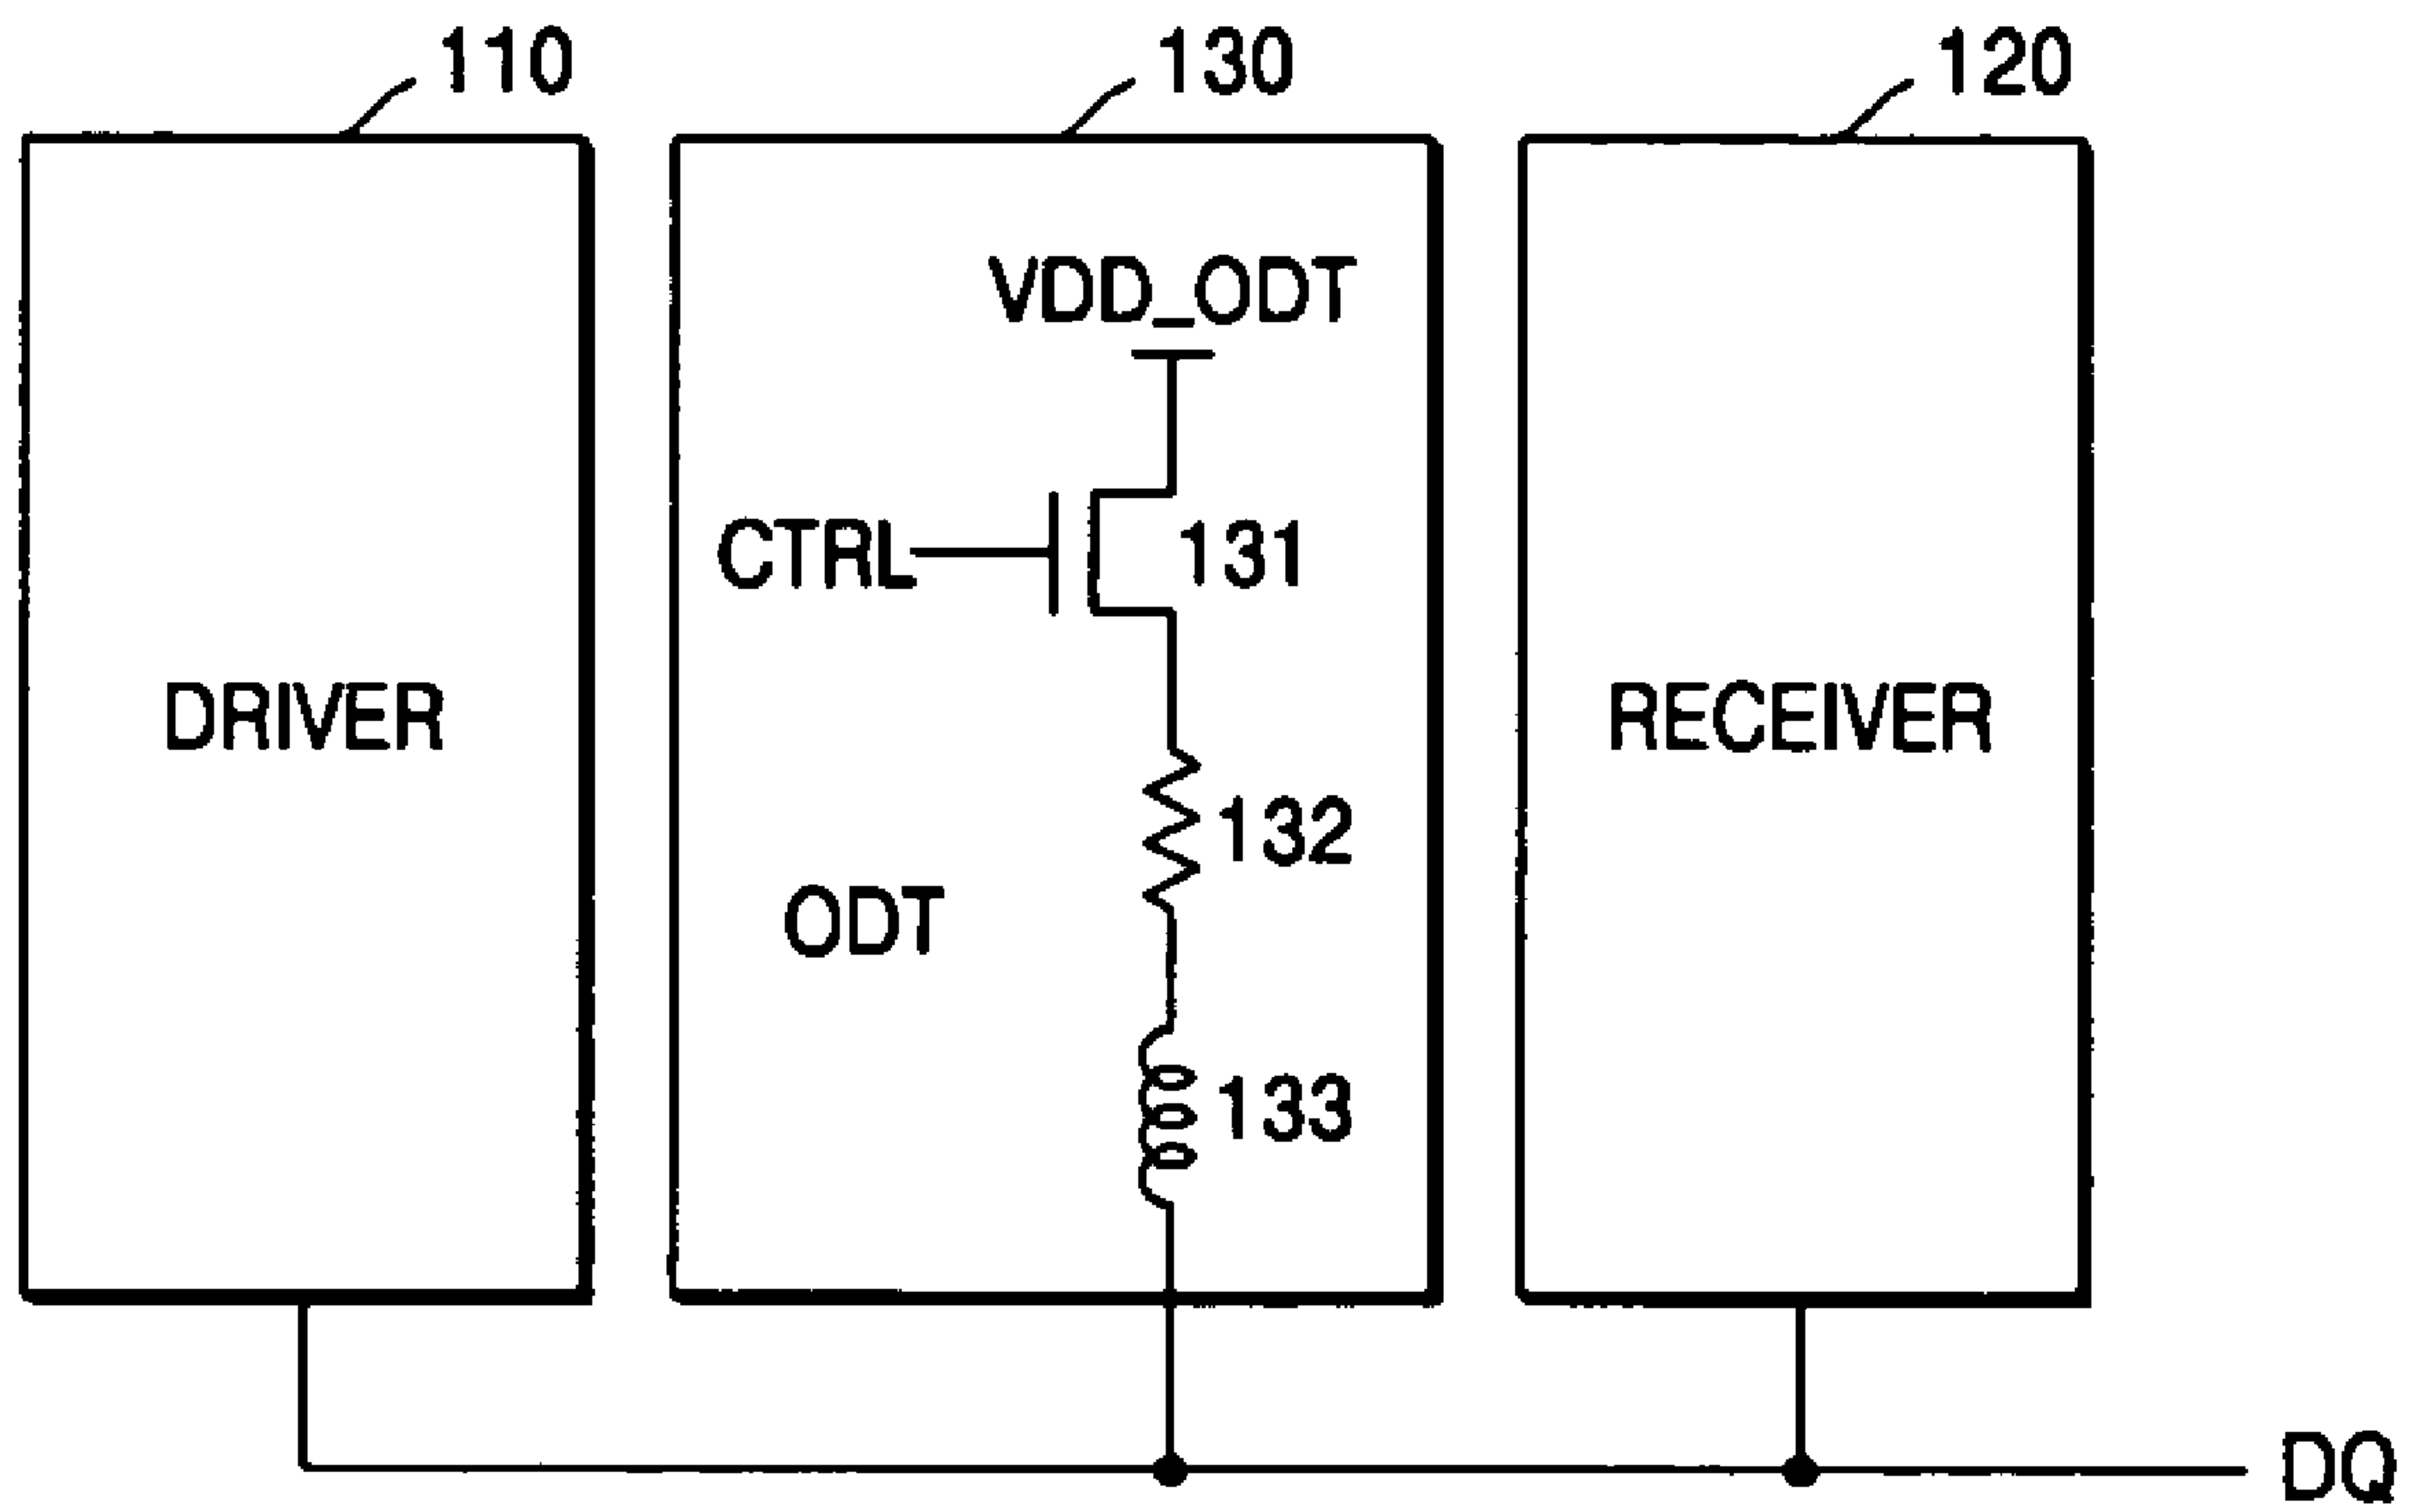 110
130
120
VDD_ODT
CTRL
131
DRIVER
RECEIVER
132
ODT
133
DQ